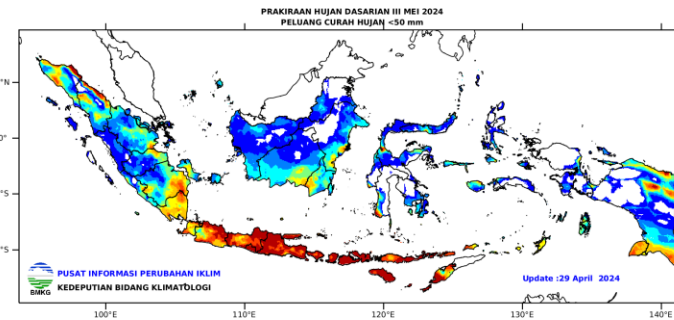 PRAKIRAAN HUJAN DASARIAN III MEI 2024
PELUANG CURAH HUJAN <50 mm
°N
0°
°S
°S
BMKG
PUSAT INFORMASI PERUBAHAN IKLIM
KEDEPUTIAN BIDANG KLIMATOLOGI
Update :29 April 2024
100°E
110°E
120°E
130°E
140°E